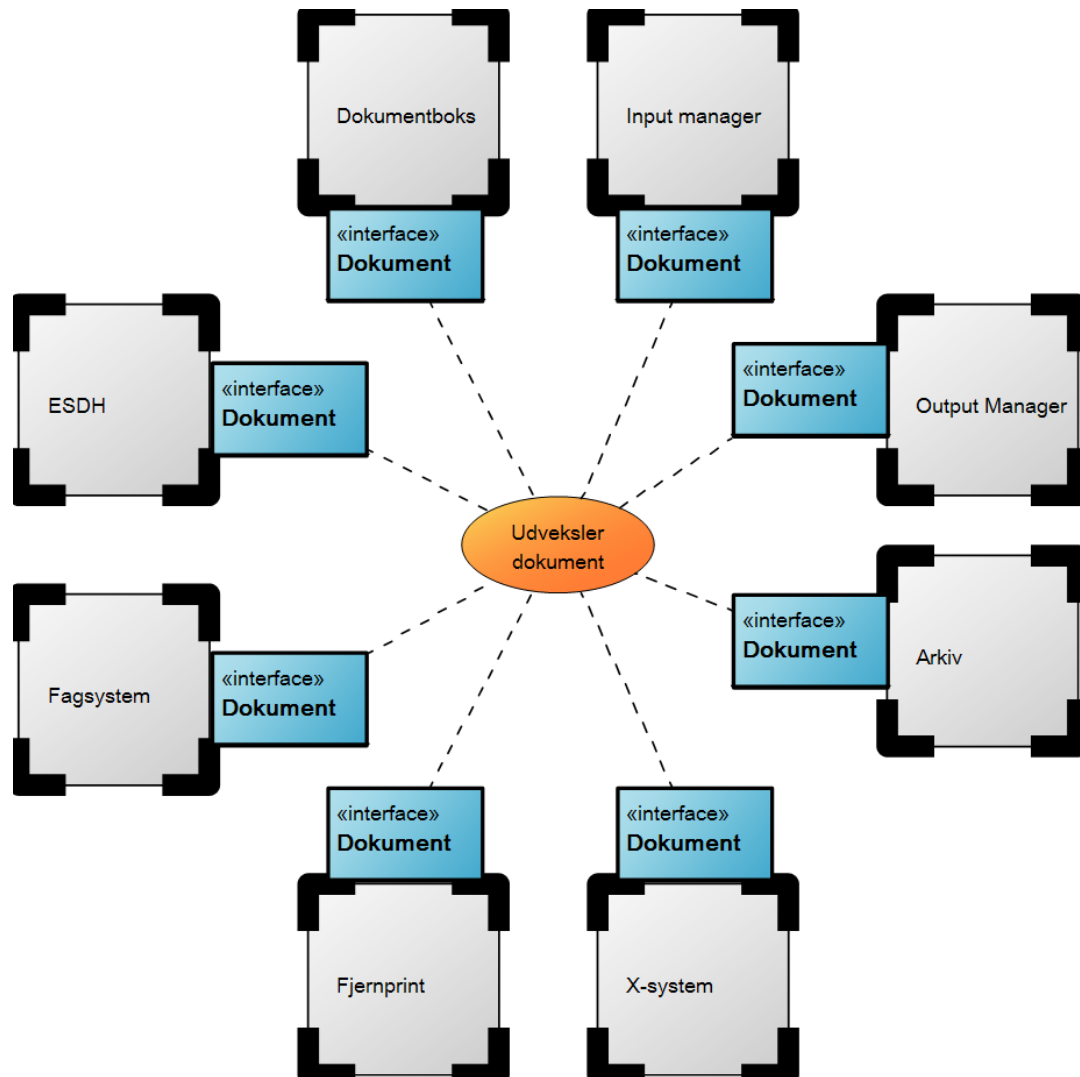 Dokumentboks
«interface»
Dokument
Input manager
«interface»
Dokument
ESDH
«interface»
Dokument
«interface»
Dokument
Output Manager
Udveksler
dokument
Fagsystem
«interface»
Dokument
«interface»
Dokument
Arkiv
«interface»
Dokument
Fjernprint
«interface»
Dokument
X-system